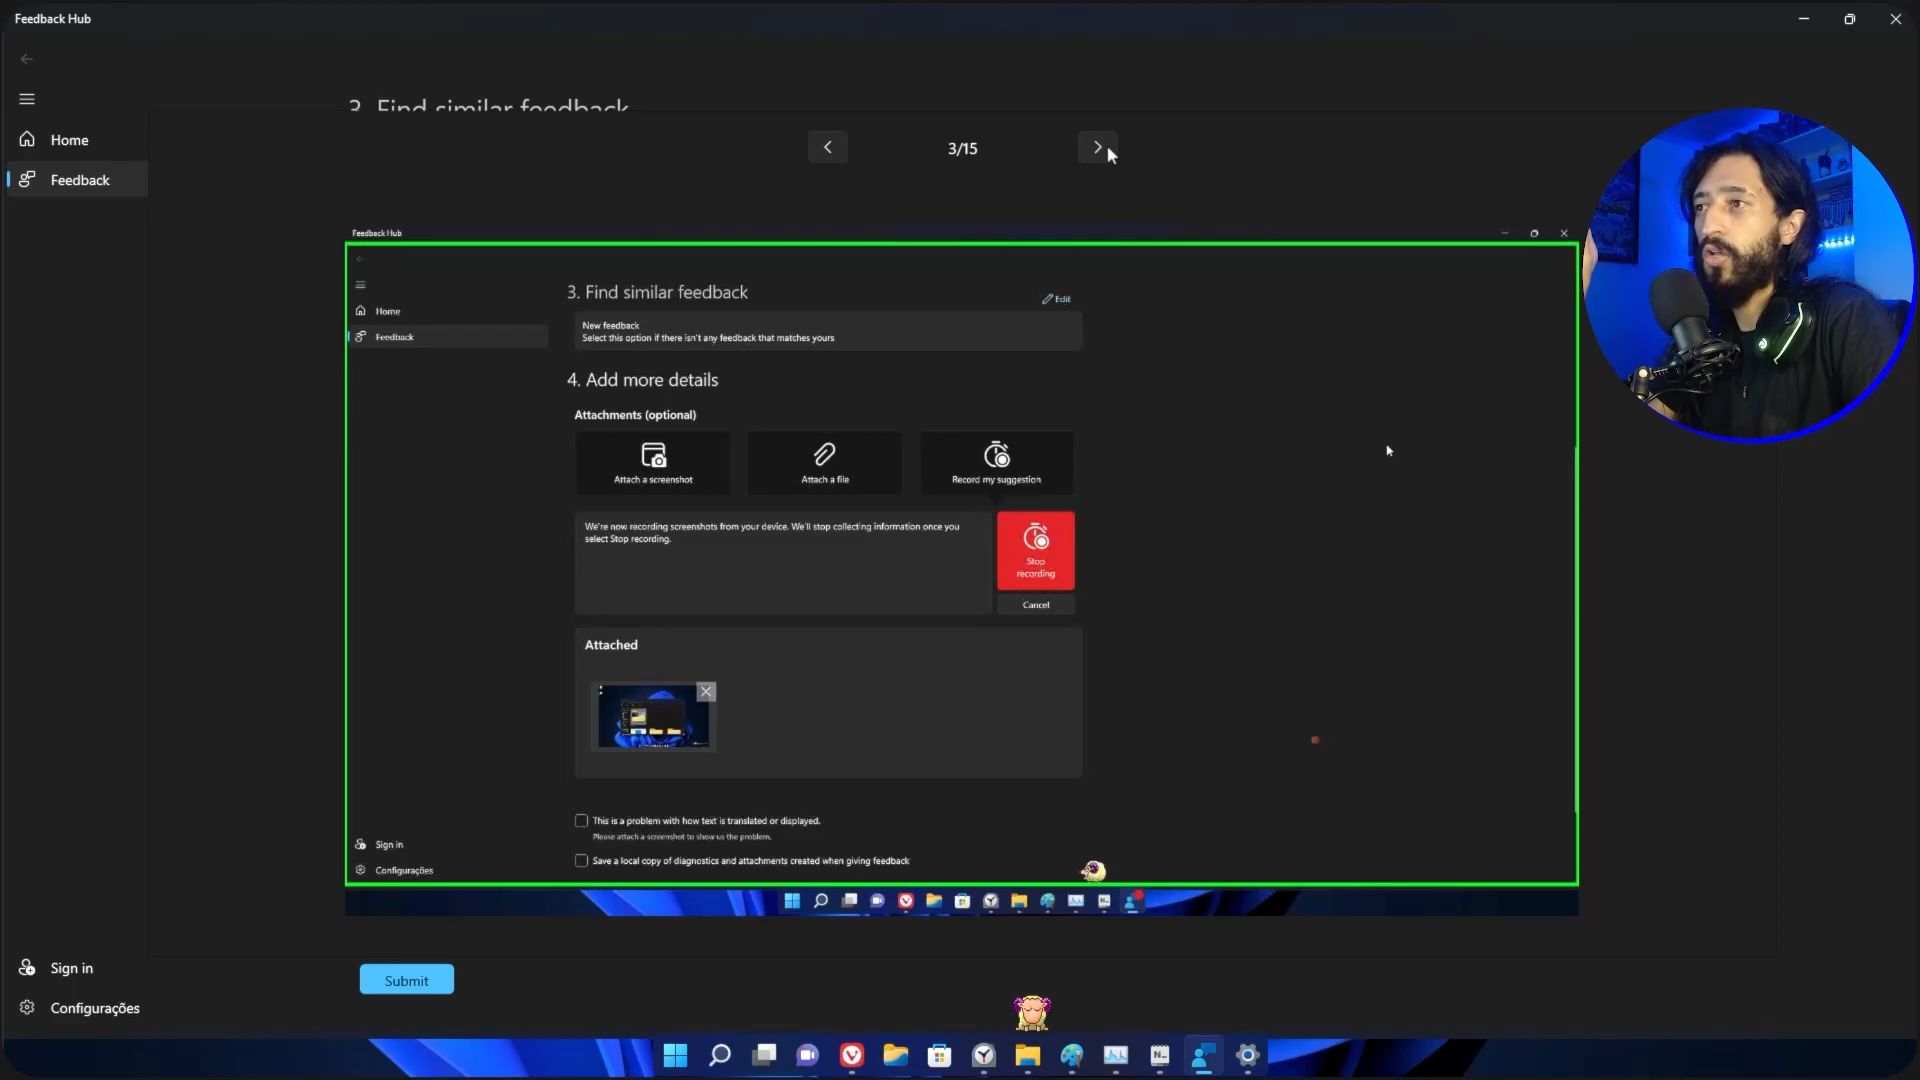 Feedback Hub
3. Find similar feedback
Home
Feedback
3/15
Feedback Hub
3. Find similar feedback
Edit
Home
Feedback
New feedback
Select this option if there isn't any feedback that matches yours
4. Add more details
Attachments (optional)
Attach a screenshot
Attach a file
Record my suggestion
We're now recording screenshots from your device. We'll stop collecting information once you
select Stop recording.
Stop
recording
Cancel
Attached
This is a problem with how text is translated or displayed.
Please attach a screenshot to show us the problem.
Sign in
Save a local copy of diagnostics and attachments created when giving feedback
Configurações
Sign in
Submit
Configurações